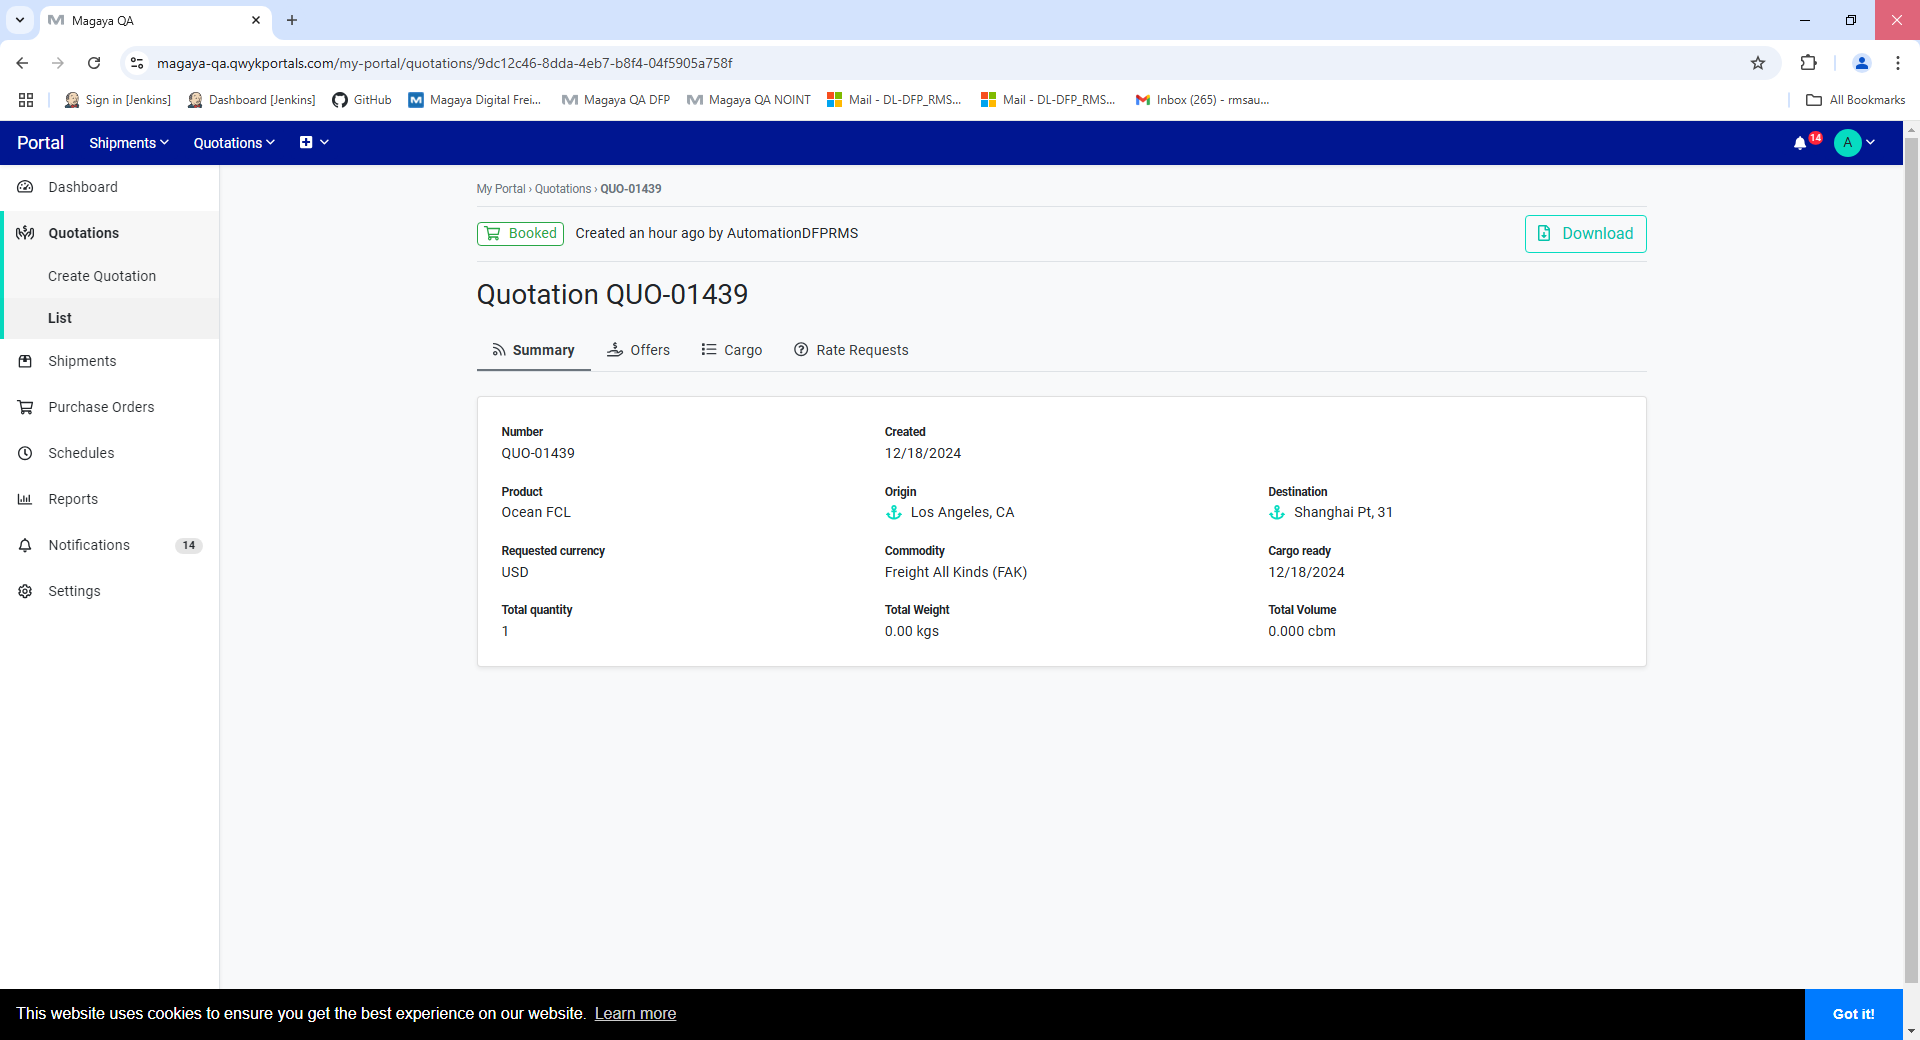 Magaya QA
magaya-qa.qwykportals.com/my-portal/quotations/9dc12c46-8dda-4eb7-b8f4-04f5905a758f
Sign in [Jenkins]
Dashboard [Jenkins]
GitHub
Magaya Digital Frei...
Magaya QA DFP
Magaya QA NOINT
Mail - DL-DFP_RMS...
Mail - DL-DFP_RMS...
Inbox (265) - rmsau...
All Bookmarks
Portal
Shipments
Quotations
14
A
Dashboard
Quotations
Create Quotation
List
Shipments
Purchase Orders
Schedules
Reports
Notifications
14
Settings
My Portal › Quotations › QUO-01439
Booked
Created an hour ago by AutomationDFPRMS
Download
Quotation QUO-01439
Summary
Offers
Cargo
Rate Requests
Number
QUO-01439
Created
12/18/2024
Product
Ocean FCL
Origin
Los Angeles, CA
Destination
Shanghai Pt, 31
Requested currency
USD
Commodity
Freight All Kinds (FAK)
Cargo ready
12/18/2024
Total quantity
1
Total Weight
0.00 kgs
Total Volume
0.000 cbm
This website uses cookies to ensure you get the best experience on our website. Learn more
Got it!